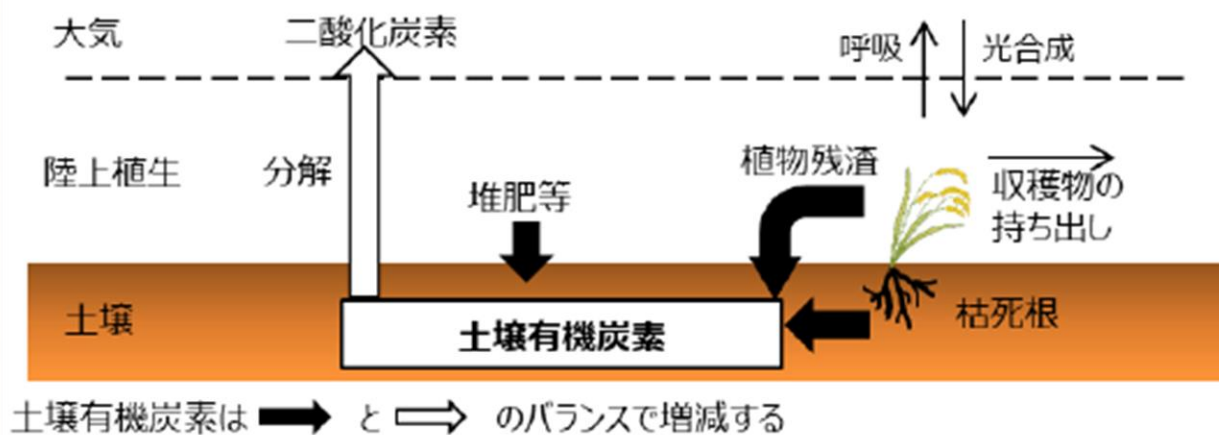 大気
二酸化炭素
呼吸
光合成
陸上植生
分解
堆肥等
植物残渣
収穫物の
持ち出し
土壌
土壌有機炭素
枯死根
土壌有機炭素は と のバランスで増減する